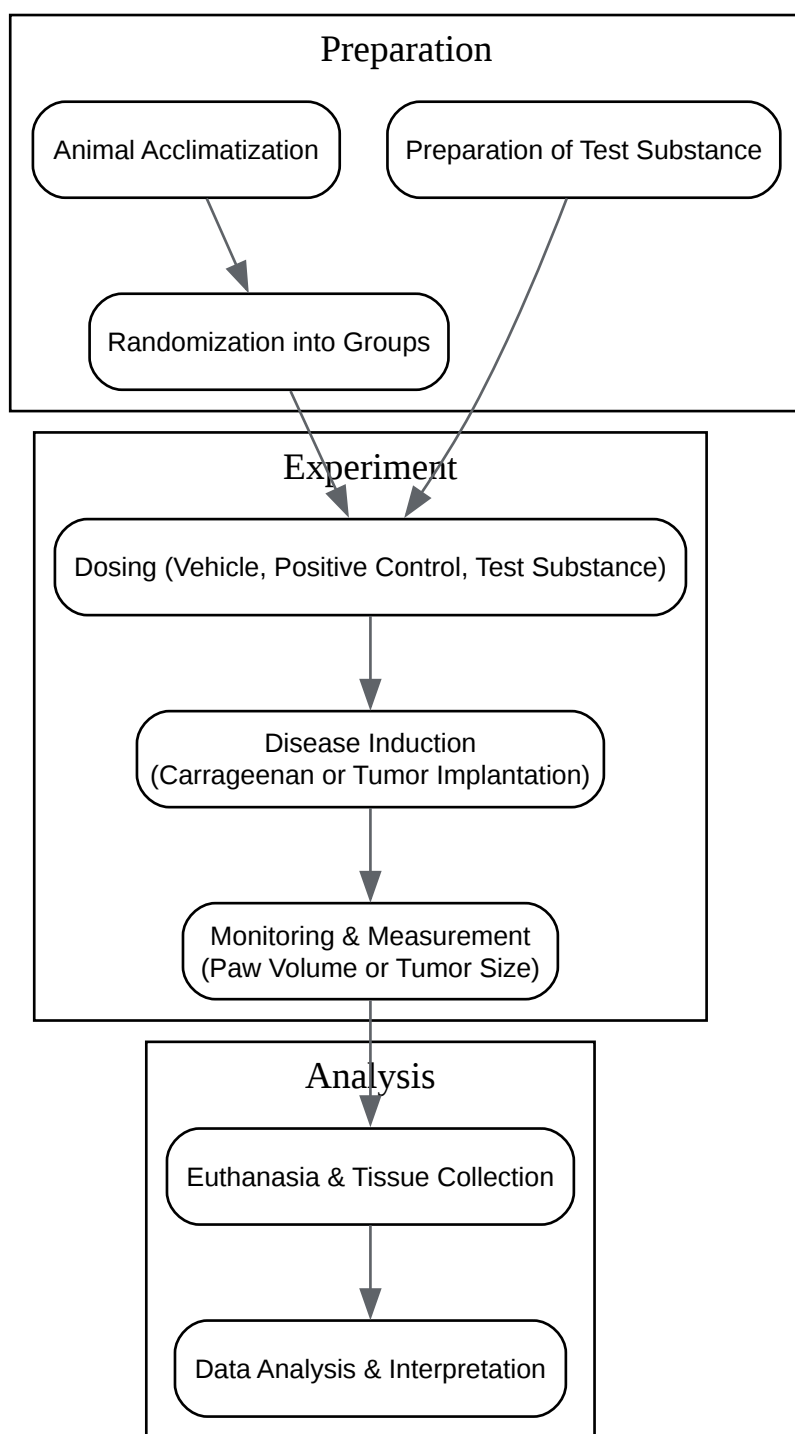 Preparation
Animal Acclimatization
Preparation of Test Substance
Randomization into Groups
Experiment
Dosing (Vehicle, Positive Control, Test Substance)
Disease Induction
(Carrageenan or Tumor Implantation)
Monitoring & Measurement
(Paw Volume or Tumor Size)
Analysis
Euthanasia & Tissue Collection
Data Analysis & Interpretation